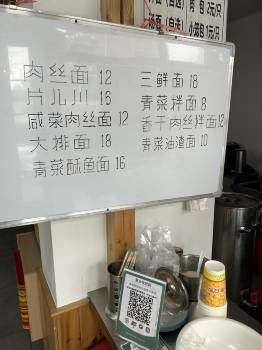 肉丝面 12
片儿川 16
咸菜肉丝面 12
大排面 18
青菜酥鱼面 16
三鲜面 18
青菜拌面 8
香干肉丝拌面 12
青菜油渣面 10